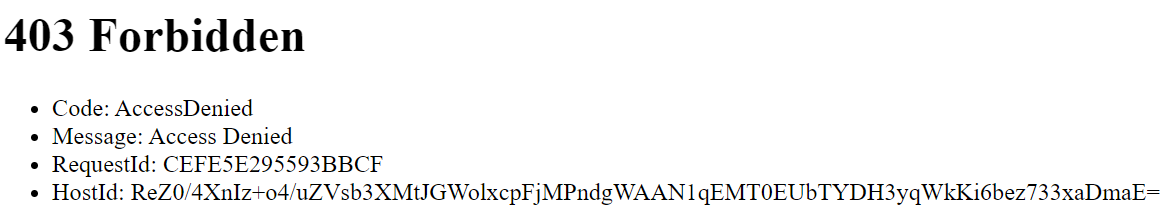 403 Forbidden
• Code: AccessDenied
• Message: Access Denied
• RequestId: CEFE5E295593BBCF
• HostId: ReZ0/4XnIz+o4/uZVsb3XMtJGWolxcpFjMPndgWAAN1qEMT0EUbTYDH3yqWkKi6bez733xaDmaE=